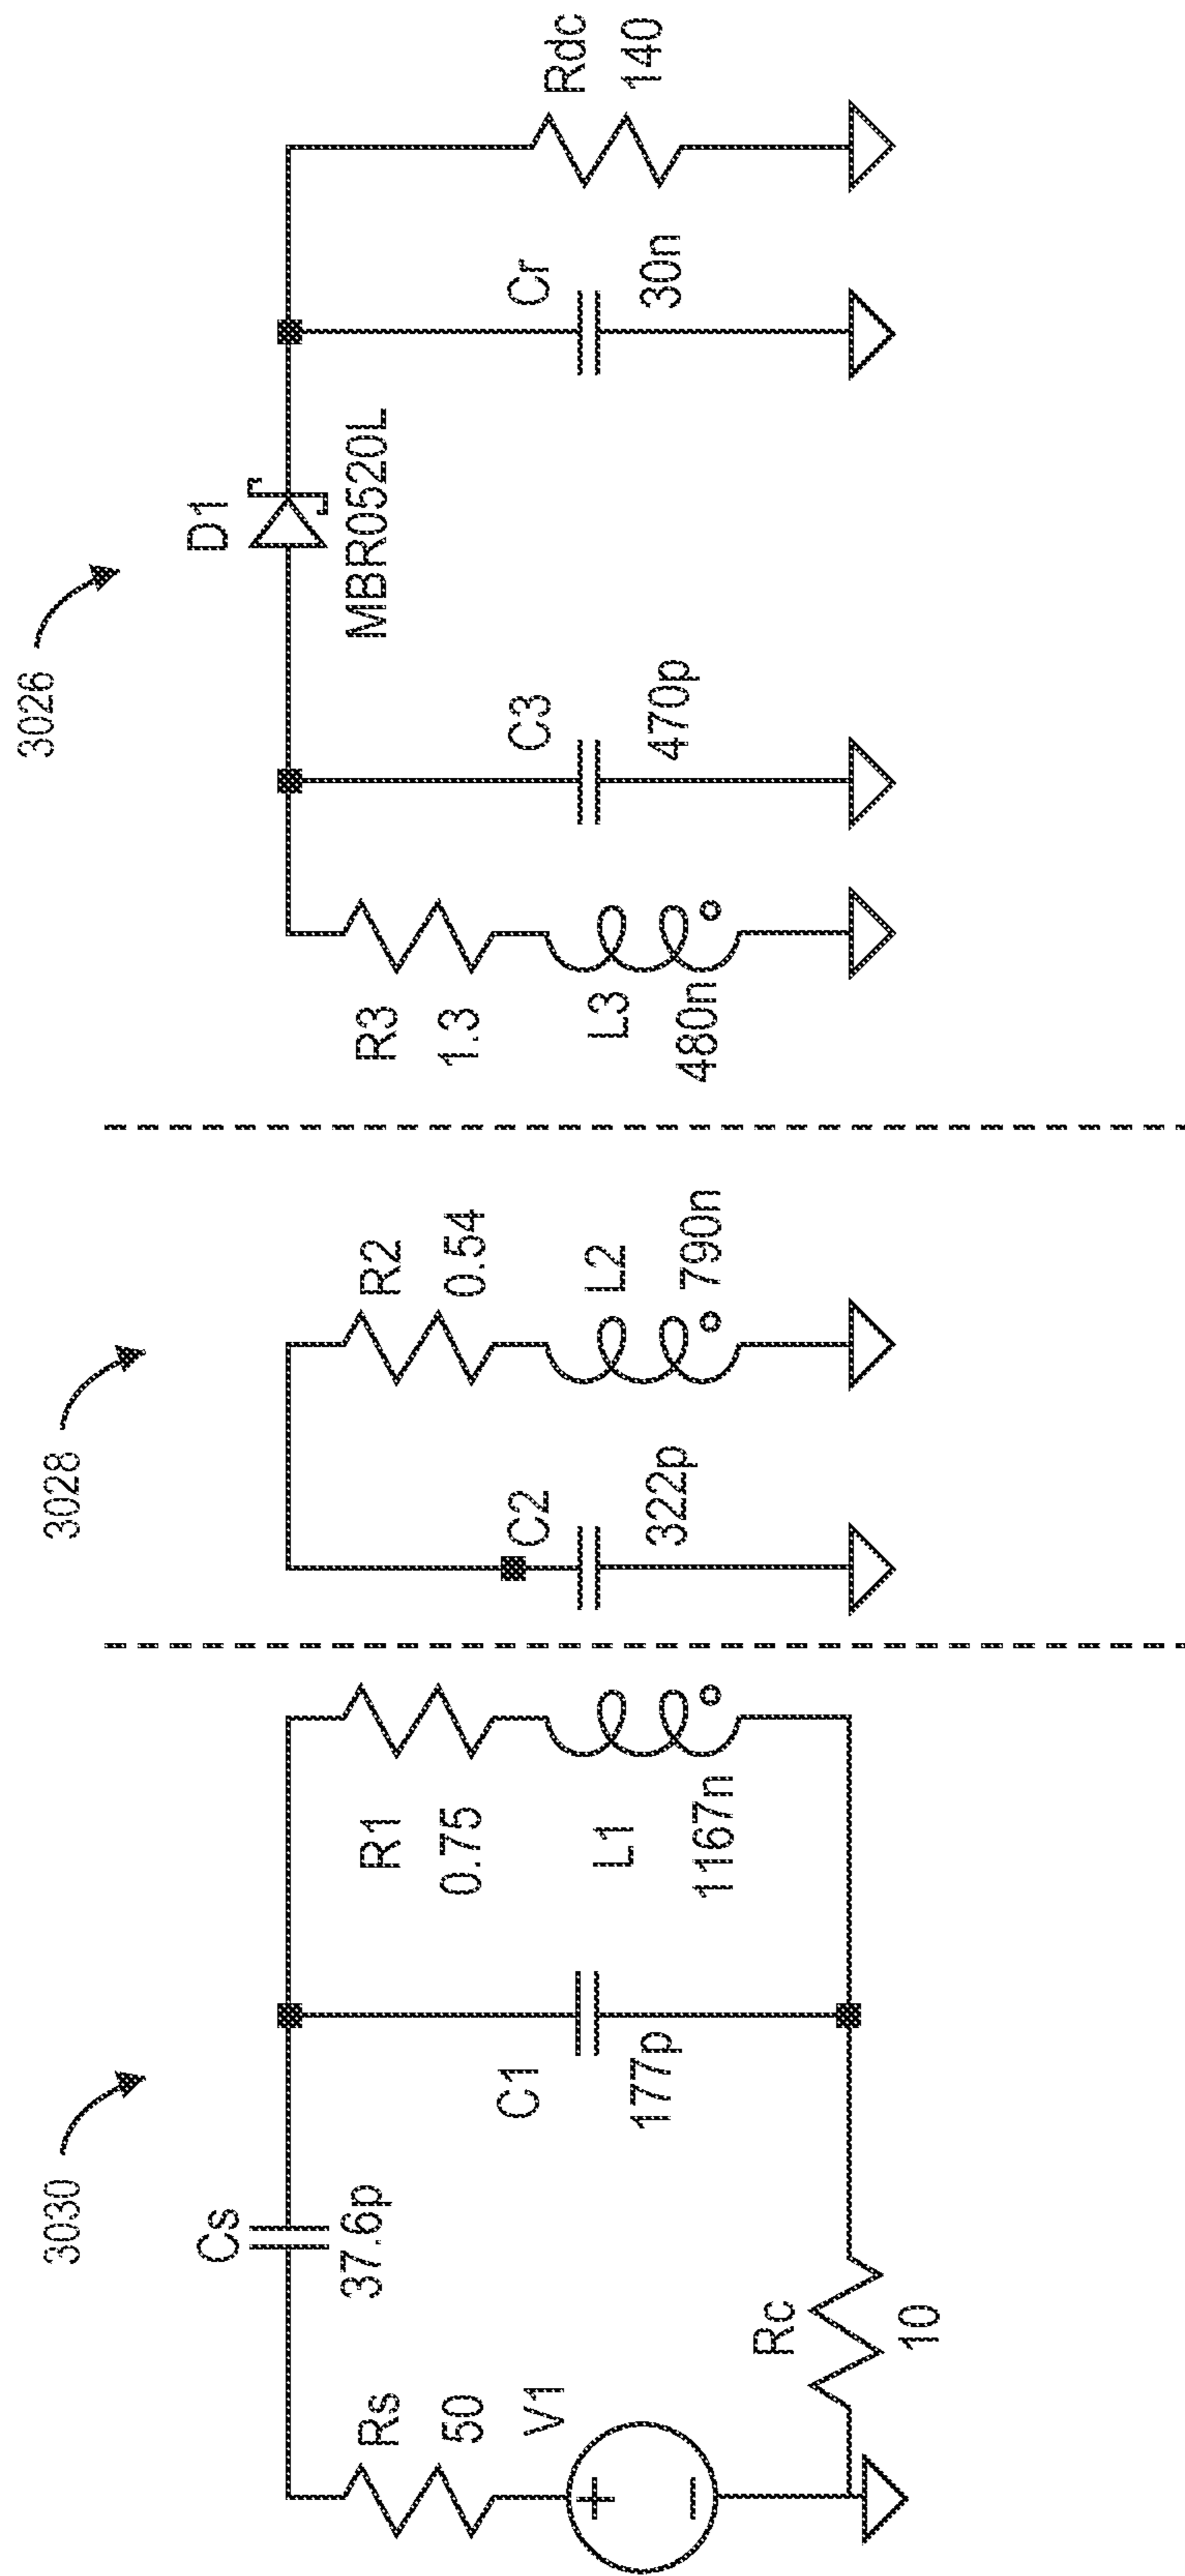 3030
Cs
37.6p
Rs
50
V1
+
−
Rc
10
C1
177p
R1
0.75
L1
1167n
3028
C2
322p
R2
0.54
L2
790n
3026
R3
1.3
L3
480n
C3
470p
D1
MBR0520L
Cr
30n
Rdc
140